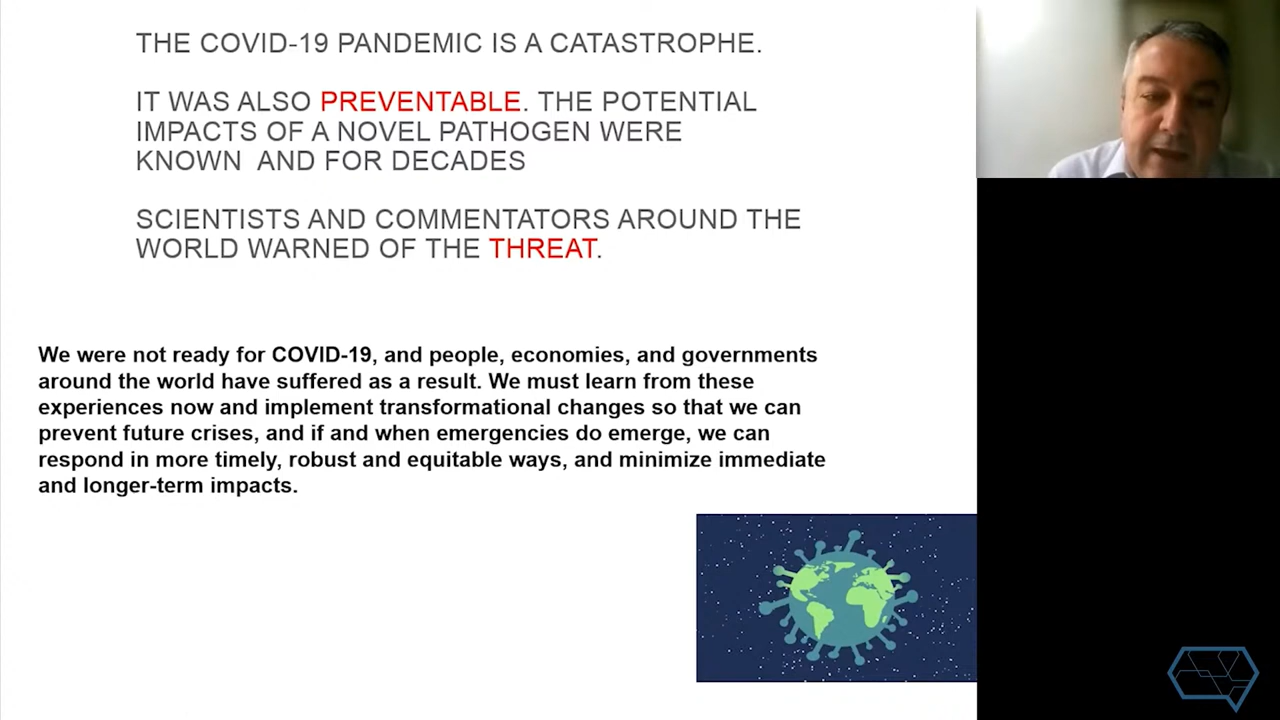 THE COVID-19 PANDEMIC IS A CATASTROPHE.
IT WAS ALSO PREVENTABLE. THE POTENTIAL
IMPACTS OF A NOVEL PATHOGEN WERE
KNOWN  AND FOR DECADES
SCIENTISTS AND COMMENTATORS AROUND THE
WORLD WARNED OF THE THREAT.
We were not ready for COVID-19, and people, economies, and governments
around the world have suffered as a result. We must learn from these
experiences now and implement transformational changes so that we can
prevent future crises, and if and when emergencies do emerge, we can
respond in more timely, robust and equitable ways, and minimize immediate
and longer-term impacts.